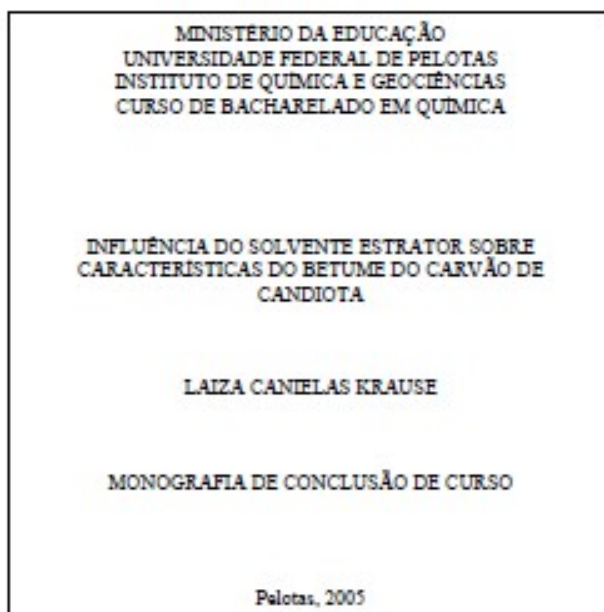 MINISTÉRIO DA EDUCAÇÃO
UNIVERSIDADE FEDERAL DE PELOTAS
INSTITUTO DE QUÍMICA E GEOCIÊNCIAS
CURSO DE BACHARELADO EM QUÍMICA
INFLUÊNCIA DO SOLVENTE ESTRATOR SOBRE
CARACTERÍSTICAS DO BETUME DO CARVÃO DE
CANDIOTA
LAIZA CANIELAS KRAUSE
MONOGRAFIA DE CONCLUSÃO DE CURSO
Pelotas, 2005